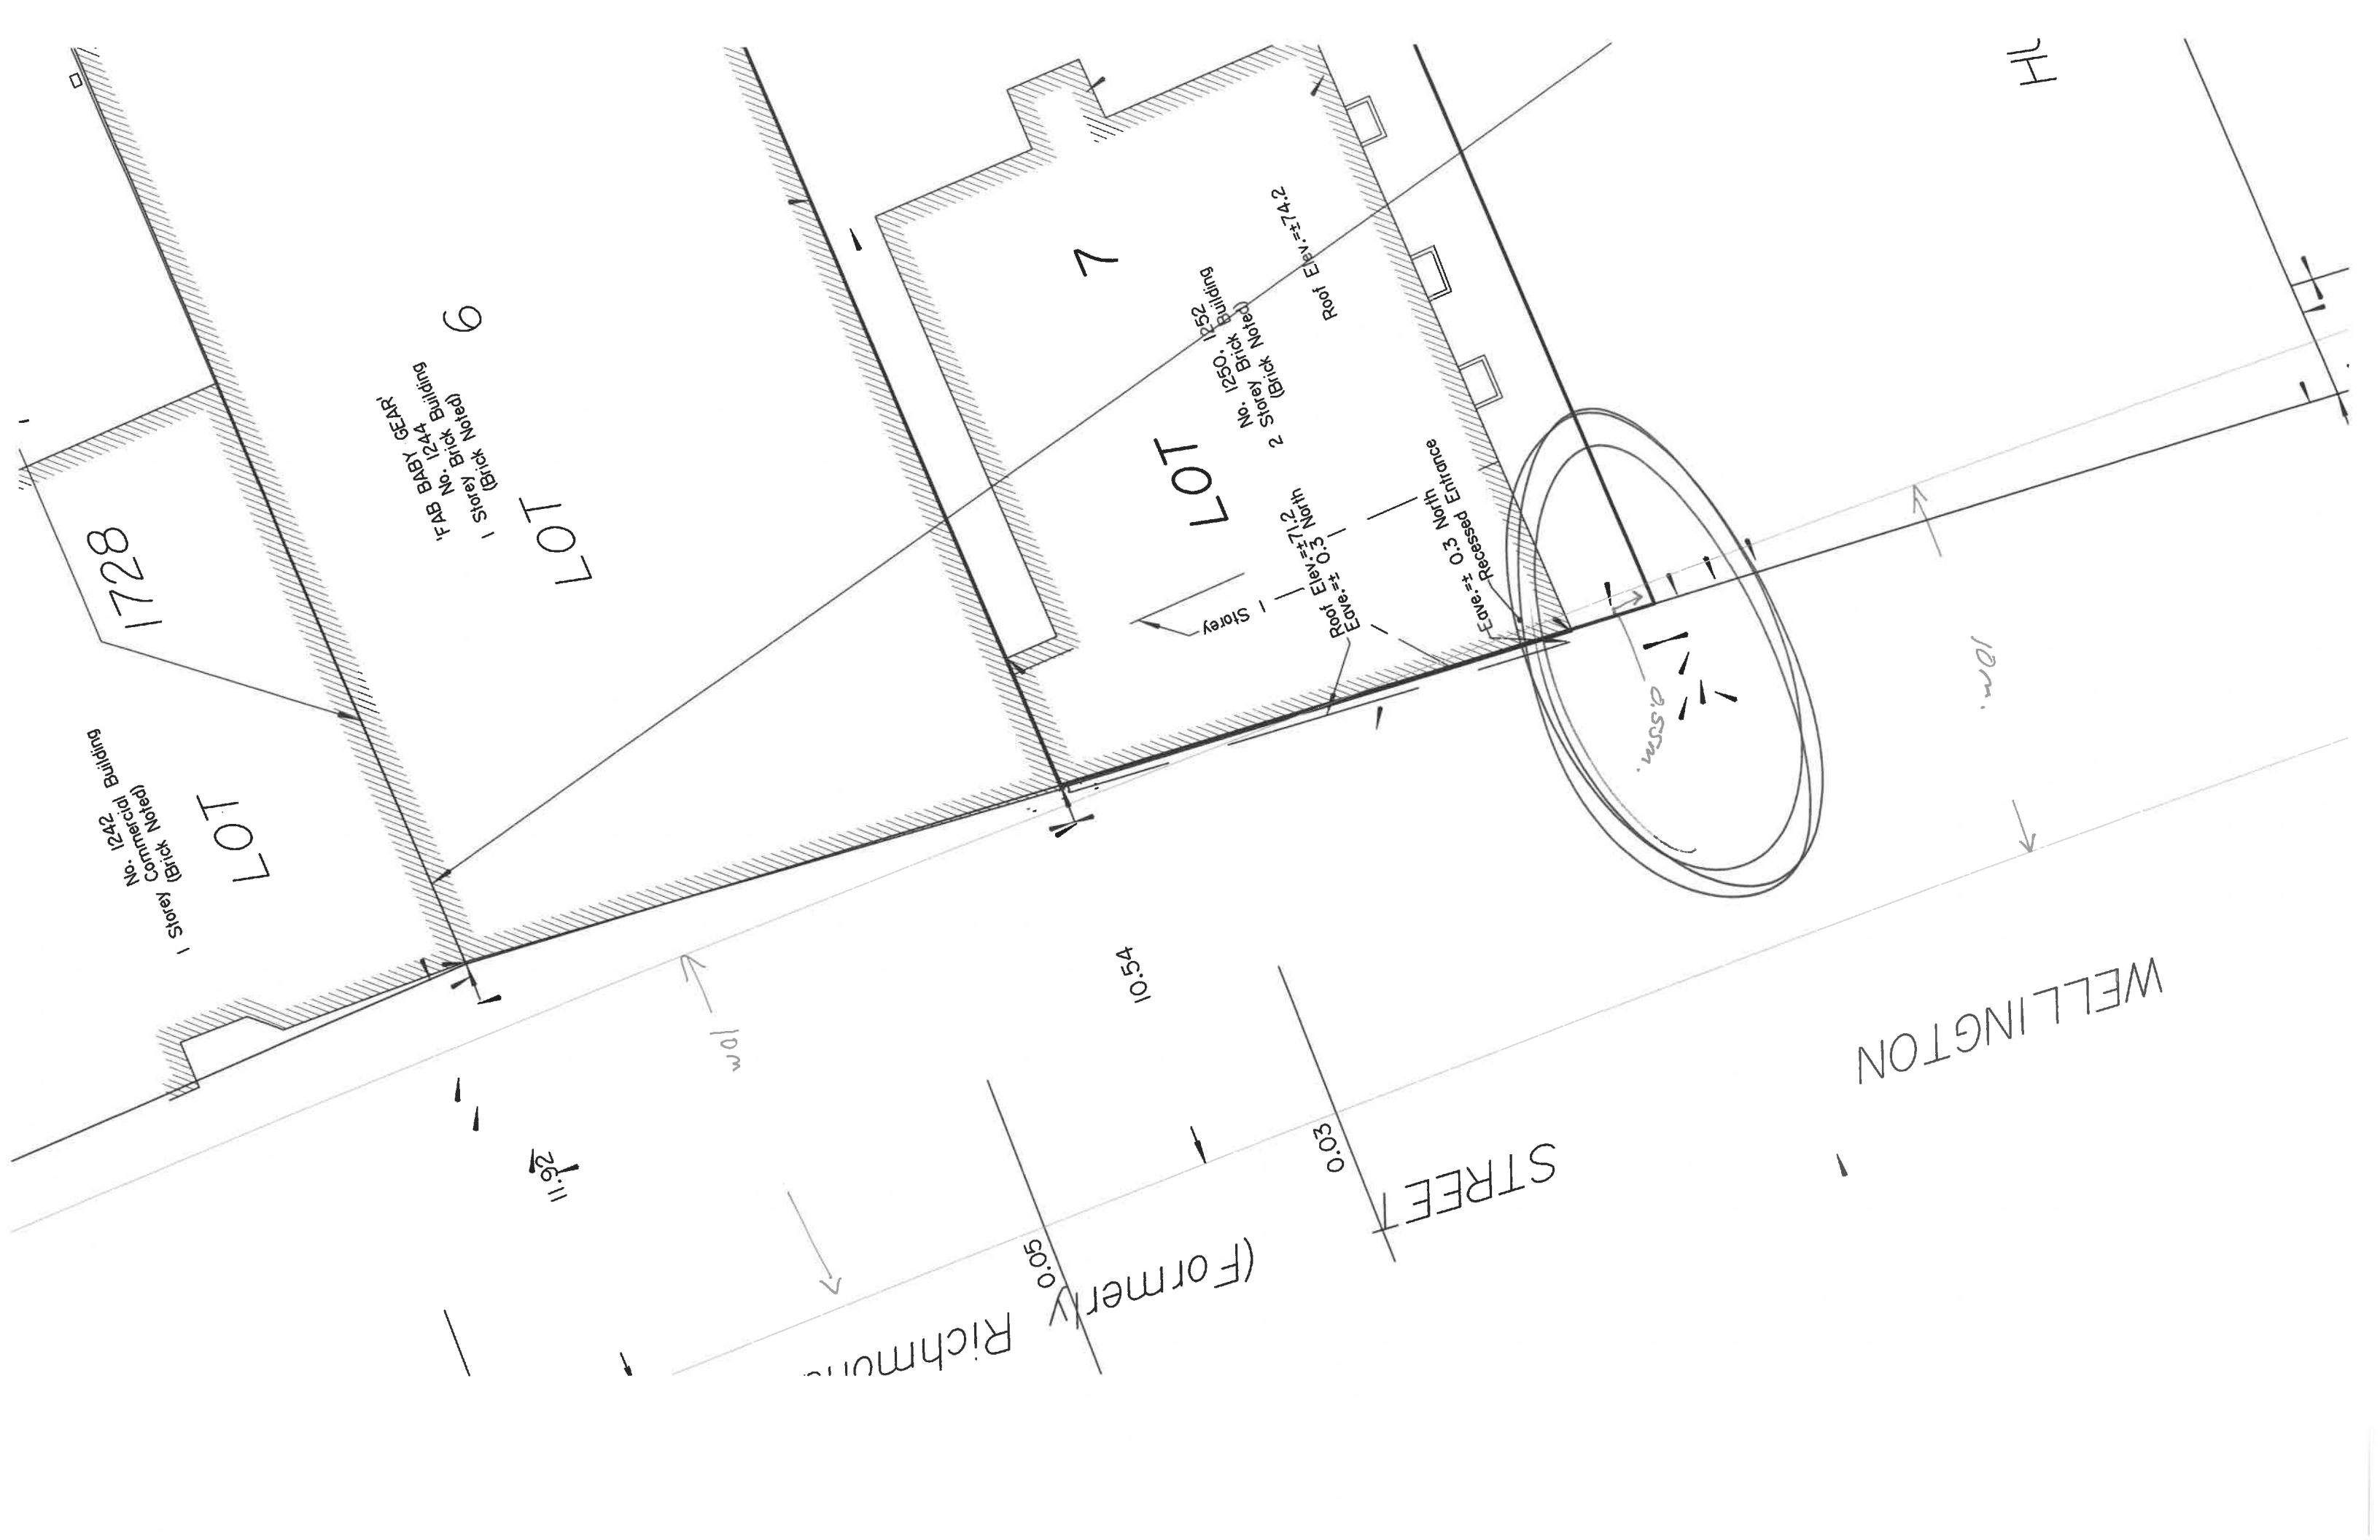 1728
LOT
No. 1242
1 Storey Commercial Building
(Brick Noted)
6
LOT
'FAB BABY GEAR'
No. 1244
1 Storey Brick Building
(Brick Noted)
7
LOT
No. 1250, 1252
2 Storey Brick Building
(Brick Noted)
Roof Elev.=±74.2
1 Storey
Roof Elev.=±71.2
Eave.=± 0.3 North
Eave.=± 0.3 North
Recessed Entrance
0.55m.
10m.
10m
10.54
11.92
0.03
0.05
WELLINGTON
STREET
(Formerly